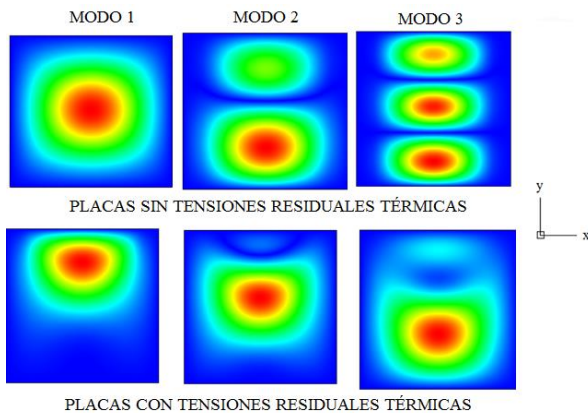 MODO 1 MODO 2 MODO 3
PLACAS SIN TENSIONES RESIDUALES TÉRMICAS
y
x
PLACAS CON TENSIONES RESIDUALES TÉRMICAS